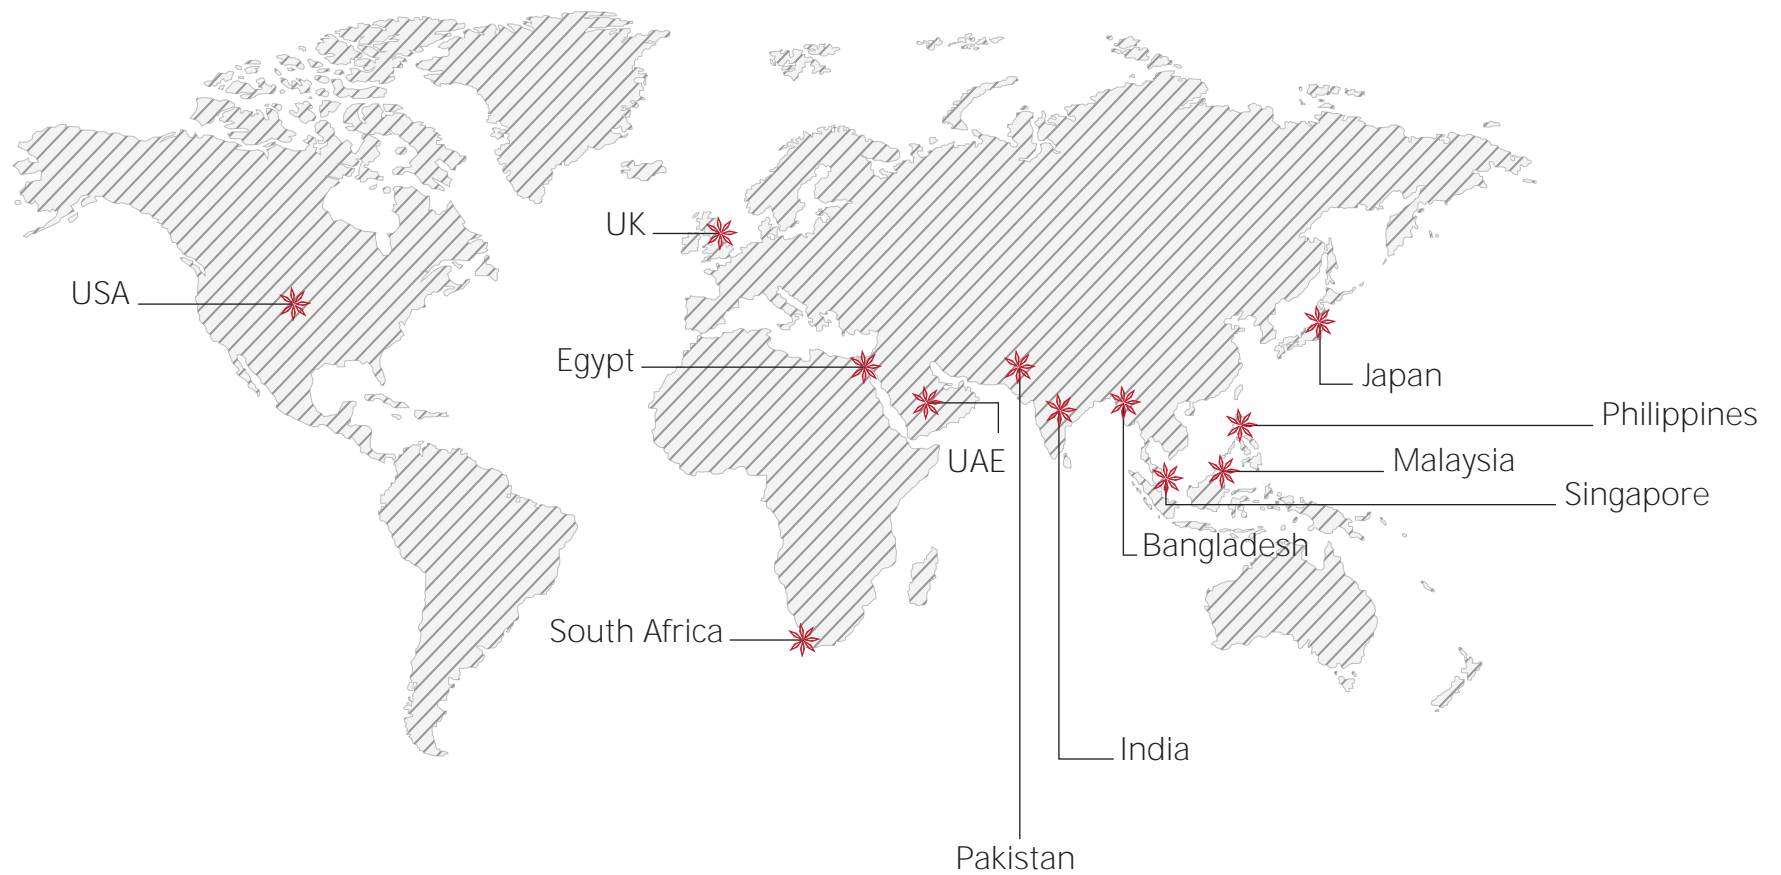 UK
USA
Egypt
Japan
Philippines
UAE
Malaysia
Singapore
Bangladesh
South Africa
India
Pakistan